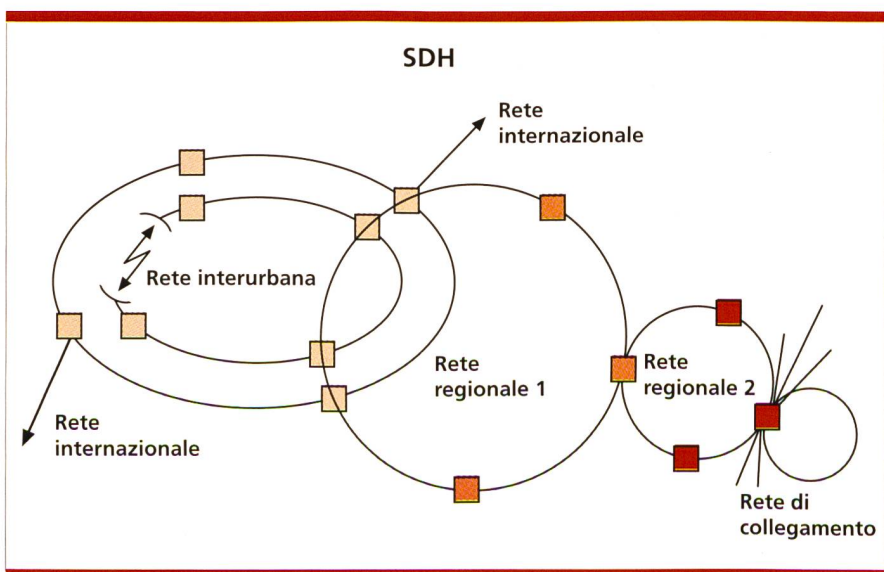 SDH
Rete
internazionale
Rete interurbana
Rete
regionale 1
Rete
regionale 2
Rete
internazionale
Rete di
collegamento